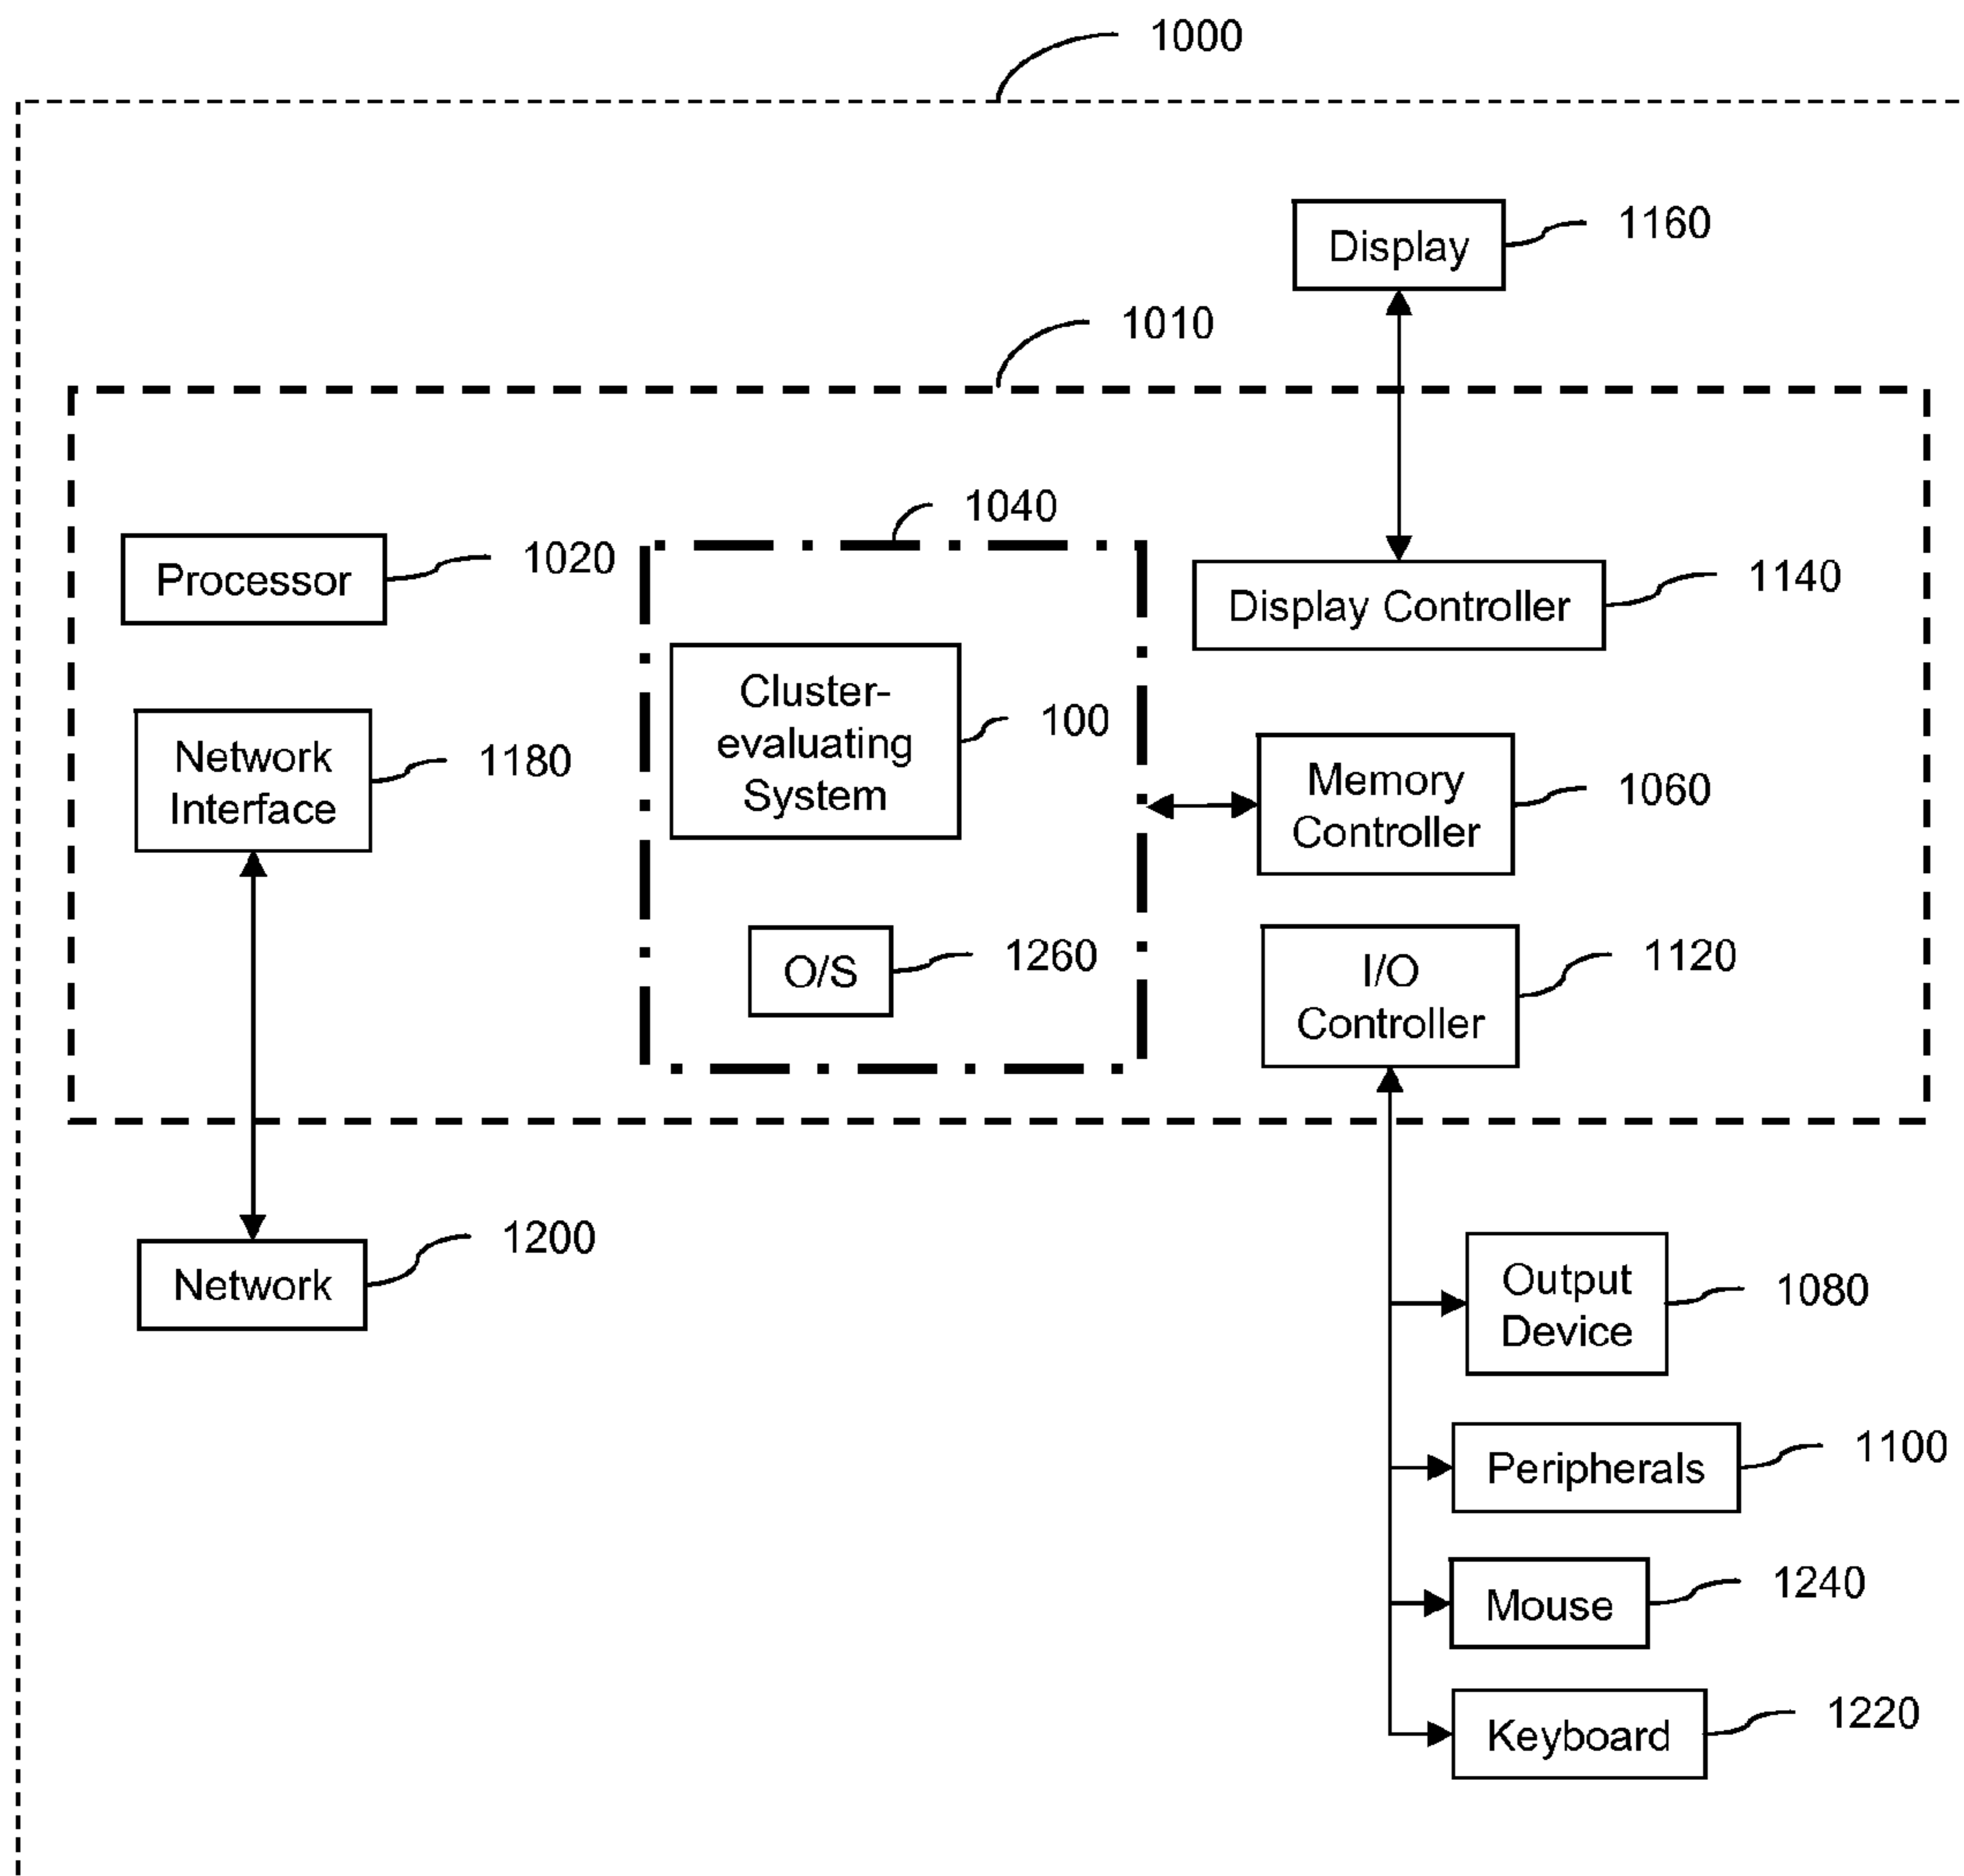 1000
Display
1160
1010
1040
Processor
1020
Display Controller
1140
Cluster-
evaluating
System
100
Network
Interface
1180
Memory
Controller
1060
O/S
1260
I/O
Controller
1120
Network
1200
Output
Device
1080
Peripherals
1100
Mouse
1240
Keyboard
1220